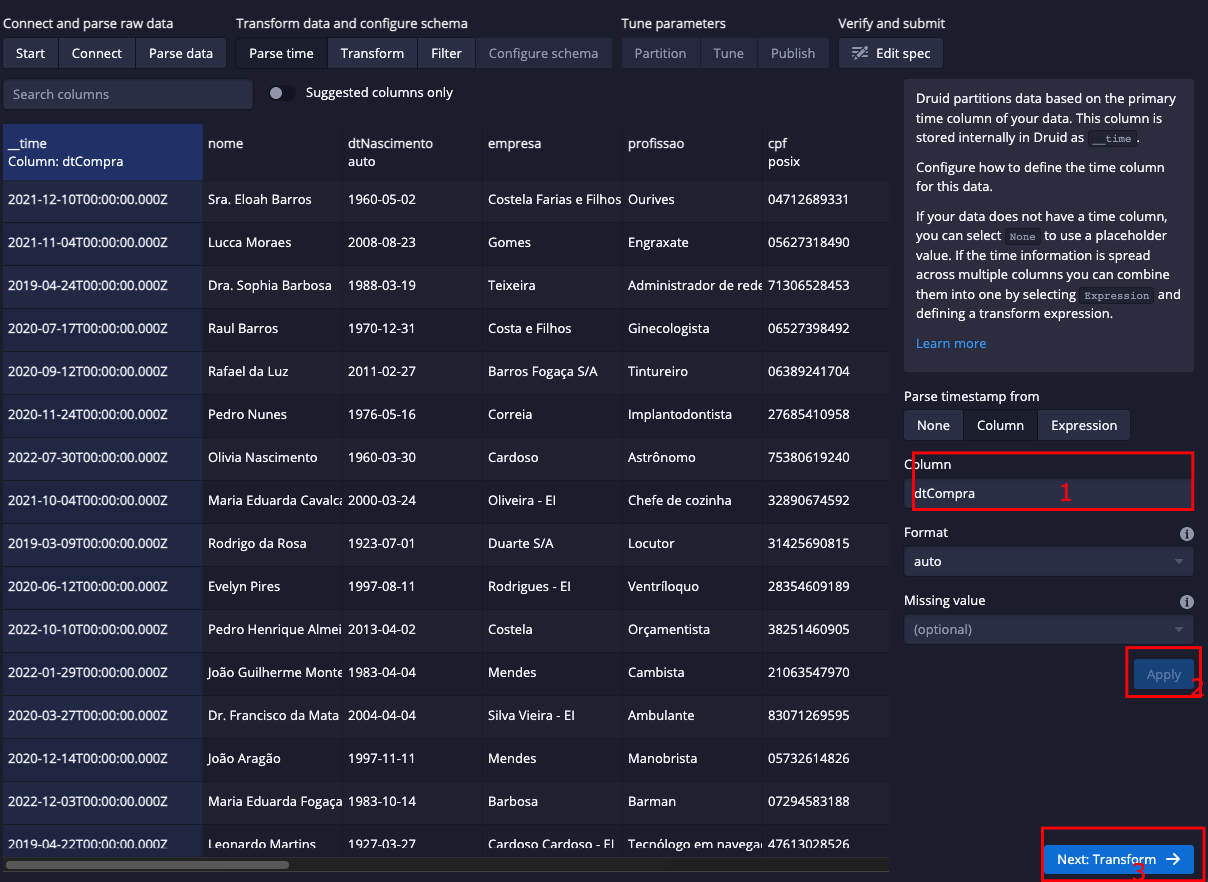 Connect and parse raw data
Transform data and configure schema
Tune parameters
Verify and submit
Start Connect Parse data Parse time Transform Filter Configure schema Partition Tune Publish Edit spec
Search columns
Suggested columns only
__time nome dtNascimento empresa profissao cpf
Column: dtCompra auto posix
2021-12-10T00:00:00.000Z Sra. Eloah Barros 1960-05-02 Costela Farias e Filhos Ourives 04712689331
2021-11-04T00:00:00.000Z Lucca Moraes 2008-08-23 Gomes Engraxate 05627318490
2019-04-24T00:00:00.000Z Dra. Sophia Barbosa 1988-03-19 Teixeira Administrador de rede 71306528453
2020-07-17T00:00:00.000Z Raul Barros 1970-12-31 Costa e Filhos Ginecologista 06527398492
2020-09-12T00:00:00.000Z Rafael da Luz 2011-02-27 Barros Fogaça S/A Tintureiro 06389241704
2020-11-24T00:00:00.000Z Pedro Nunes 1976-05-16 Correia Implantodontista 27685410958
2022-07-30T00:00:00.000Z Olivia Nascimento 1960-03-30 Cardoso Astrônomo 75380619240
2021-10-04T00:00:00.000Z Maria Eduarda Cavalca 2000-03-24 Oliveira - EI Chefe de cozinha 32890674592
2019-03-09T00:00:00.000Z Rodrigo da Rosa 1923-07-01 Duarte S/A Locutor 31425690815
2020-06-12T00:00:00.000Z Evelyn Pires 1997-08-11 Rodrigues - EI Ventríloquo 28354609189
2022-10-10T00:00:00.000Z Pedro Henrique Almei 2013-04-02 Costela Orçamentista 38251460905
2022-01-29T00:00:00.000Z João Guilherme Monte 1983-04-04 Mendes Cambista 21063547970
2020-03-27T00:00:00.000Z Dr. Francisco da Mata 2004-04-04 Silva Vieira - EI Ambulante 83071269595
2020-12-14T00:00:00.000Z João Aragão 1997-11-11 Mendes Manobrista 05732614826
2022-12-03T00:00:00.000Z Maria Eduarda Fogaça 1983-10-14 Barbosa Barman 07294583188
2019-04-22T00:00:00.000Z Leonardo Martins 1927-03-27 Cardoso Cardoso - EI Tecnólogo em navega 47613028526
Druid partitions data based on the primary
time column of your data. This column is
stored internally in Druid as __time .
Configure how to define the time column
for this data.
If your data does not have a time column,
you can select None to use a placeholder
value. If the time information is spread
across multiple columns you can combine
them into one by selecting Expression and
defining a transform expression.
Learn more
Parse timestamp from
None Column Expression
Column
dtCompra 1
Format
auto
Missing value
(optional)
Apply
2
Next: Transform
3